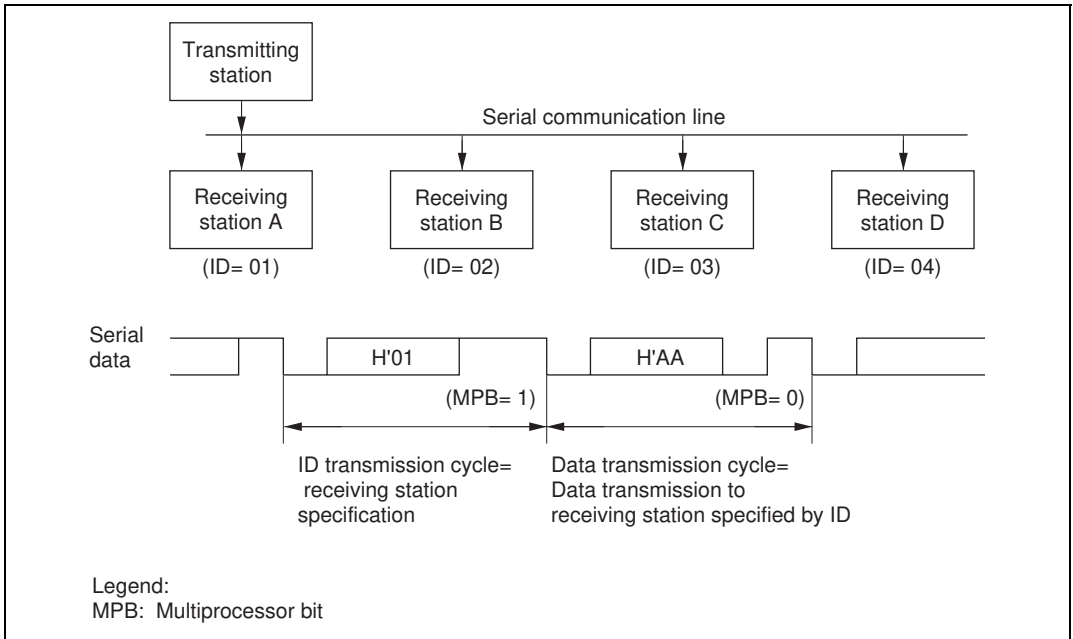 Transmitting
station
Serial communication line
Receiving
station A
Receiving
station B
Receiving
station C
Receiving
station D
(ID= 01)
(ID= 02)
(ID= 03)
(ID= 04)
Serial
data
H'01
H'AA
(MPB= 1)
(MPB= 0)
ID transmission cycle=
receiving station
specification
Data transmission cycle=
Data transmission to
receiving station specified by ID
Legend:
MPB: Multiprocessor bit